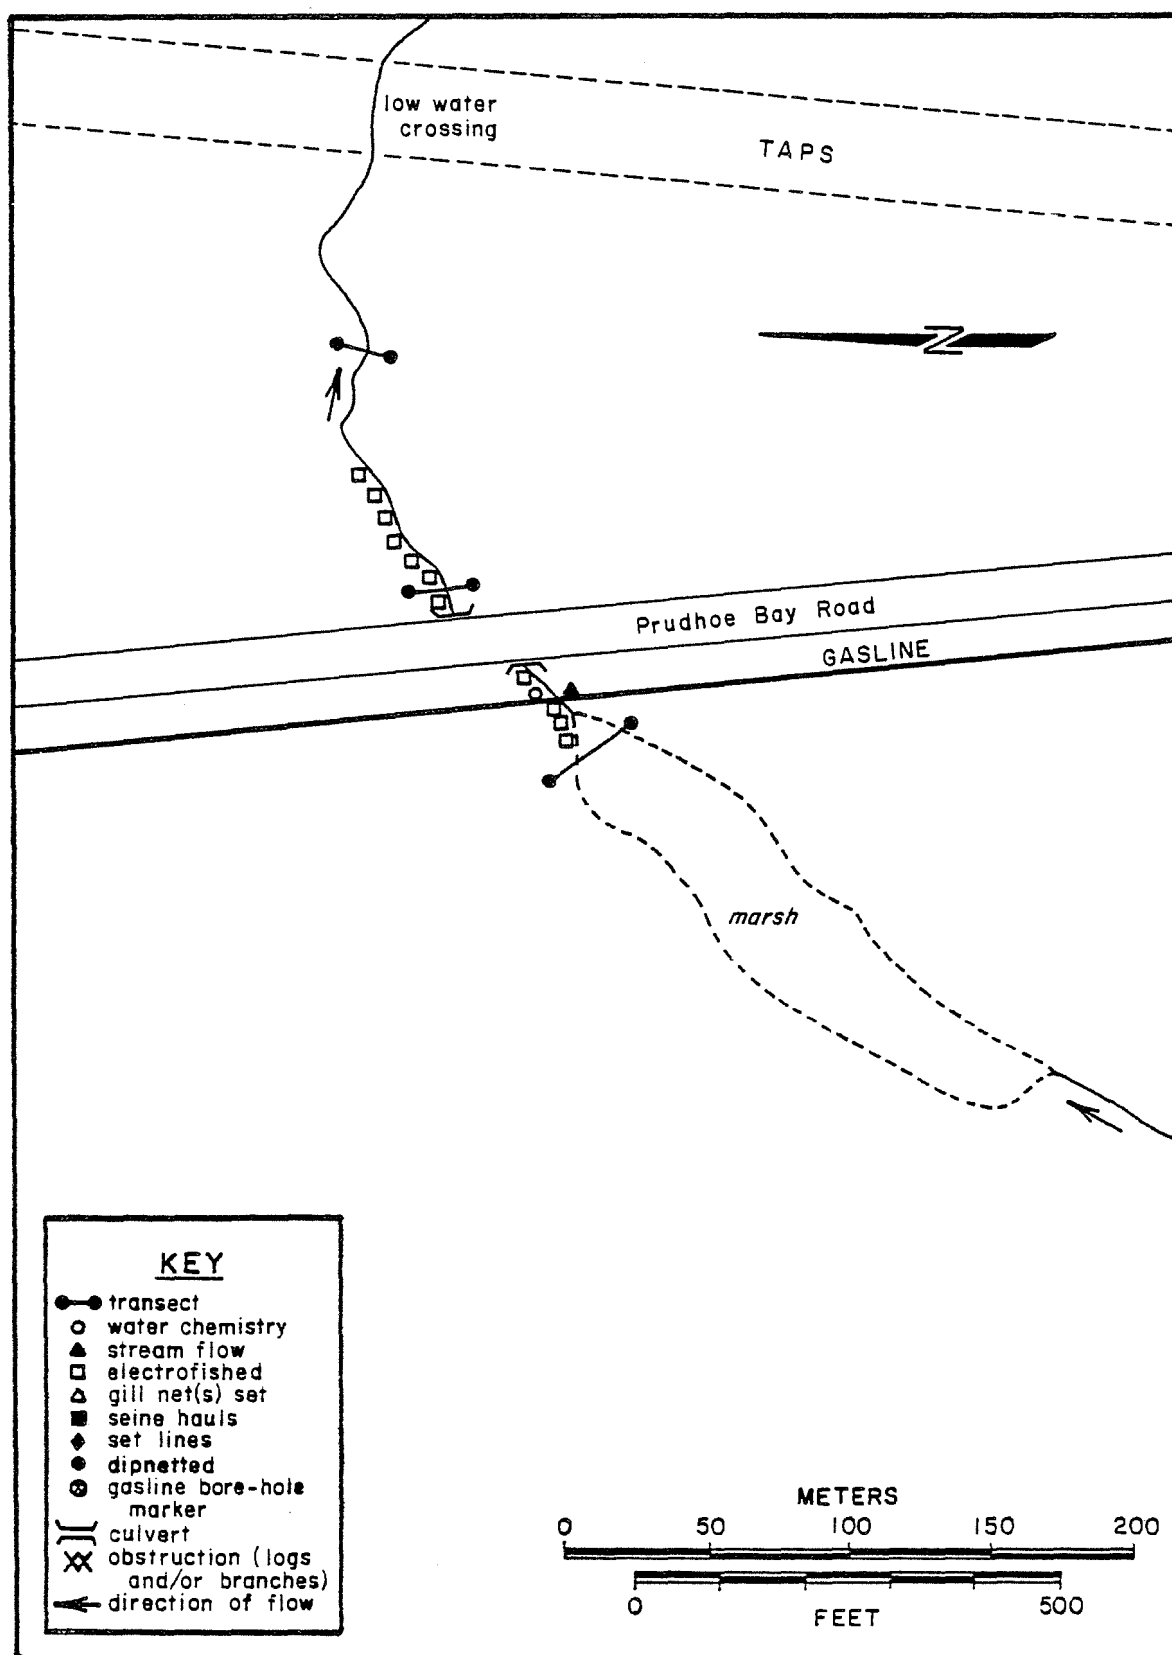 low water
crossing
TAPS
N
Prudhoe Bay Road
GASLINE
marsh
KEY
transect
water chemistry
stream flow
electrofished
gill net(s) set
seine hauls
set lines
dipnetted
gasline bore-hole
marker
culvert
obstruction (logs
and/or branches)
direction of flow
METERS
0 50 100 150 200
0 500
FEET